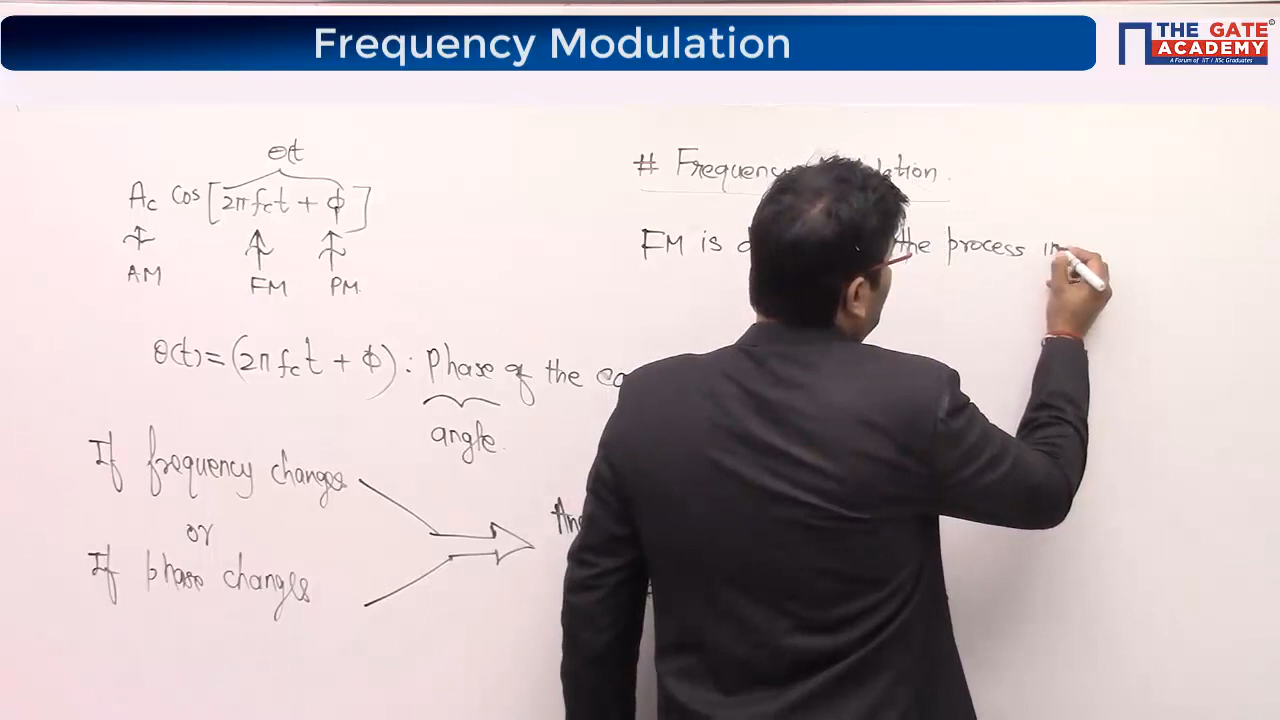 Frequency Modulation
THE GATE
ACADEMY
A Forum of IIT / IISc Graduates
θ(t
Ac cos [2πfct + ϕ]
AM
FM
PM
θ(t) = (2πfct + ϕ) : phase of the
angle.
If frequency changes
or
If phase changes
# Frequency
FM is
the process in